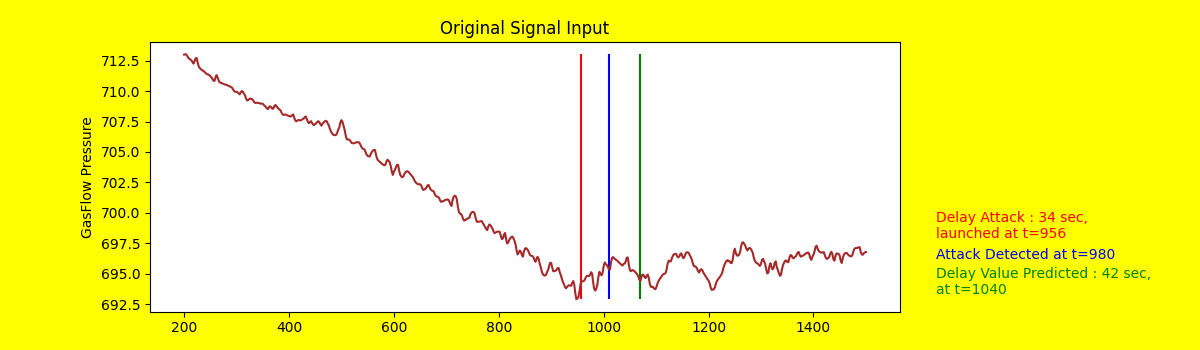 Original Signal Input
GasFlow Pressure
712.5
710.0
707.5
705.0
702.5
700.0
697.5
695.0
692.5
200 400 600 800 1000 1200 1400
Delay Attack : 34 sec,
launched at t=956
Attack Detected at t=980
Delay Value Predicted : 42 sec,
at t=1040